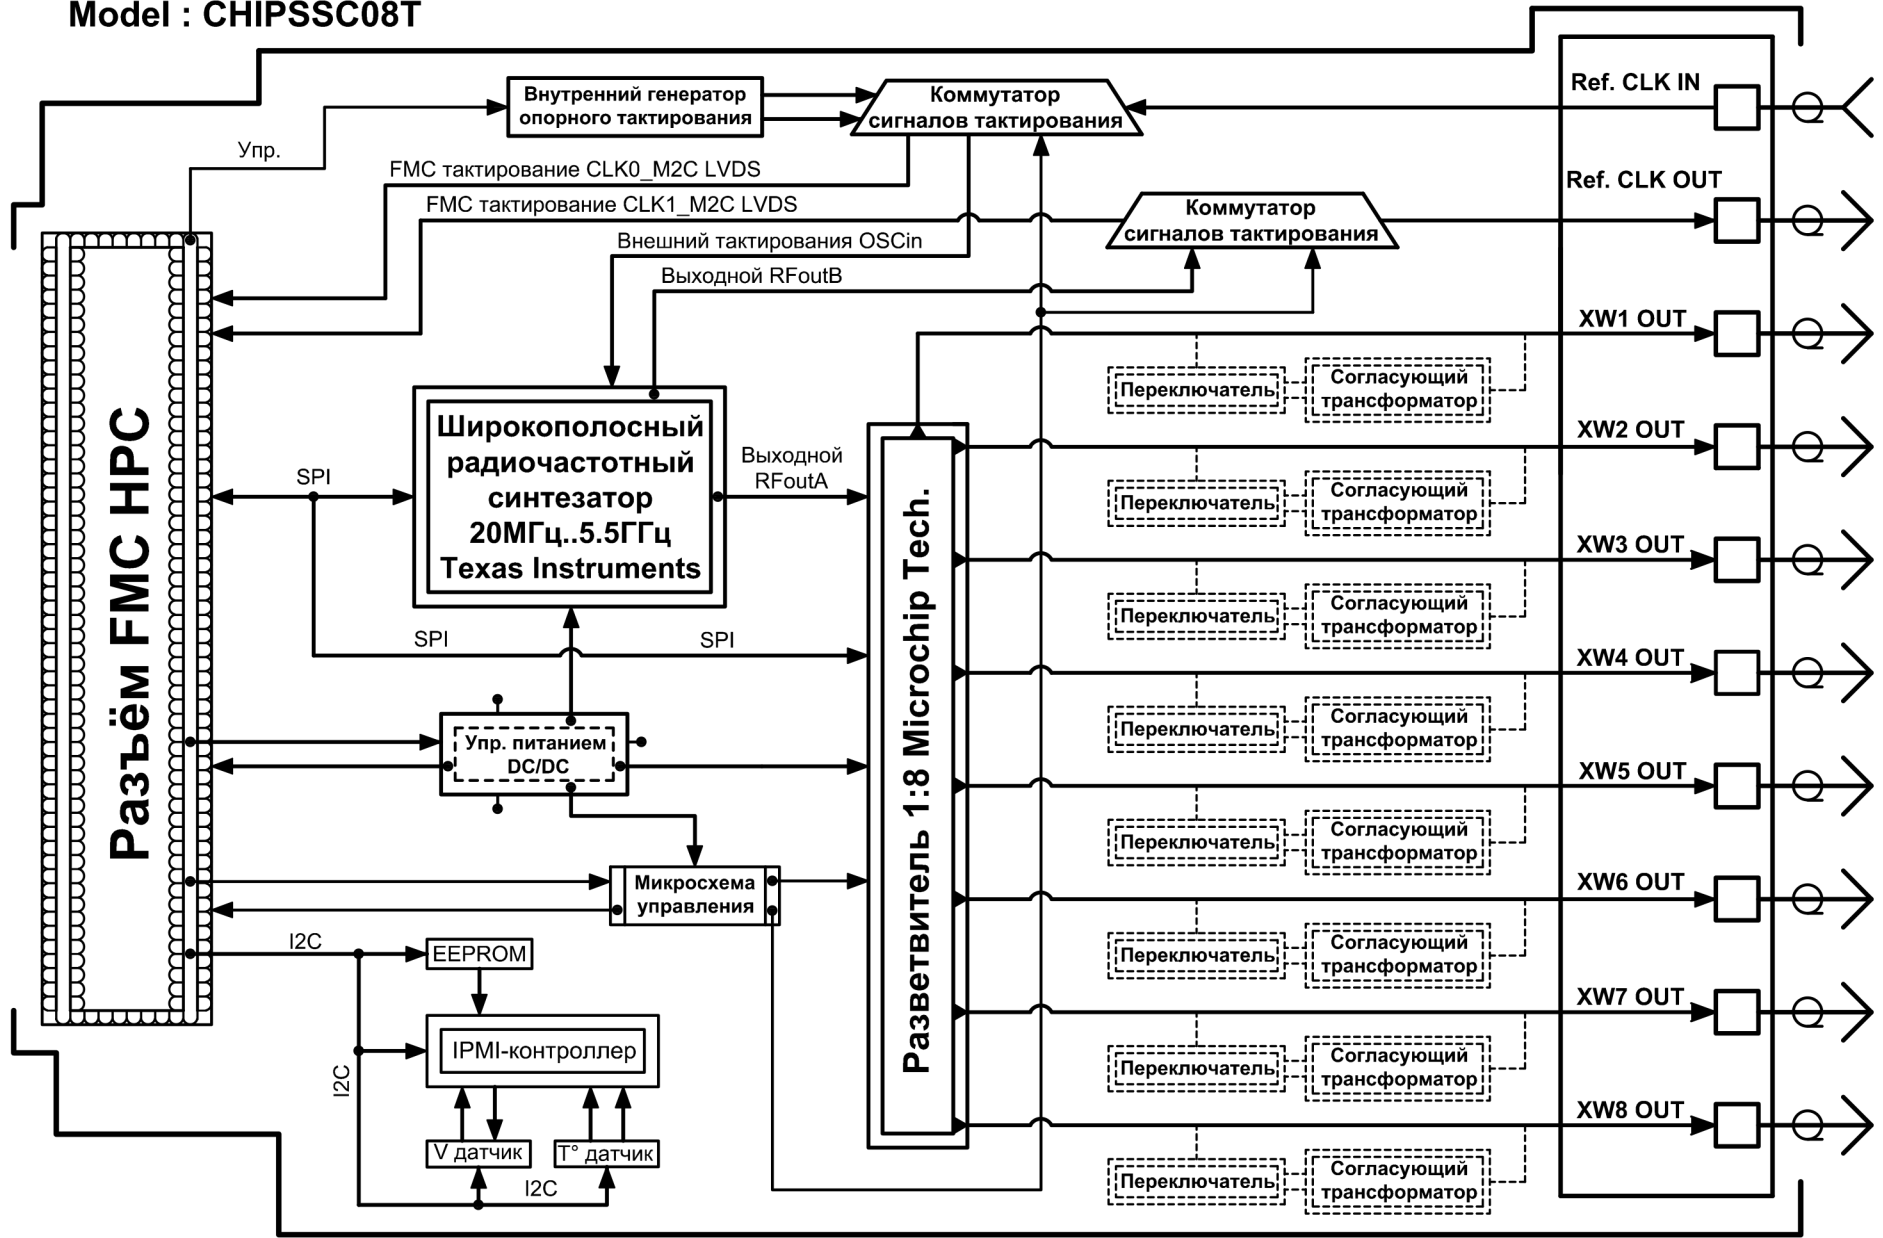 Model : CHIPSSC08T
Ref. CLK IN
Внутренний генератор
опорного тактирования
Коммутатор
сигналов тактирования
Упр.
FMC тактирование CLK0_M2C LVDS
Ref. CLK OUT
FMC тактирование CLK1_M2C LVDS
Коммутатор
сигналов тактирования
Внешний тактирования OSCin
Выходной RFoutB
XW1 OUT
Переключатель
Согласующий
трансформатор
Разъём FMC HPC
Широкополосный
радиочастотный
синтезатор
20МГц..5.5ГГц
Texas Instruments
SPI
Выходной
RFoutA
Разветвитель 1:8 Microchip Tech.
XW2 OUT
Переключатель
Согласующий
трансформатор
XW3 OUT
Переключатель
Согласующий
трансформатор
SPI
SPI
XW4 OUT
Переключатель
Согласующий
трансформатор
Упр. питанием
DC/DC
XW5 OUT
Переключатель
Согласующий
трансформатор
Микросхема
управления
XW6 OUT
Переключатель
Согласующий
трансформатор
I2C
EEPROM
XW7 OUT
Переключатель
Согласующий
трансформатор
IPMI-контроллер
I2C
XW8 OUT
Переключатель
Согласующий
трансформатор
V датчик
T° датчик
I2C